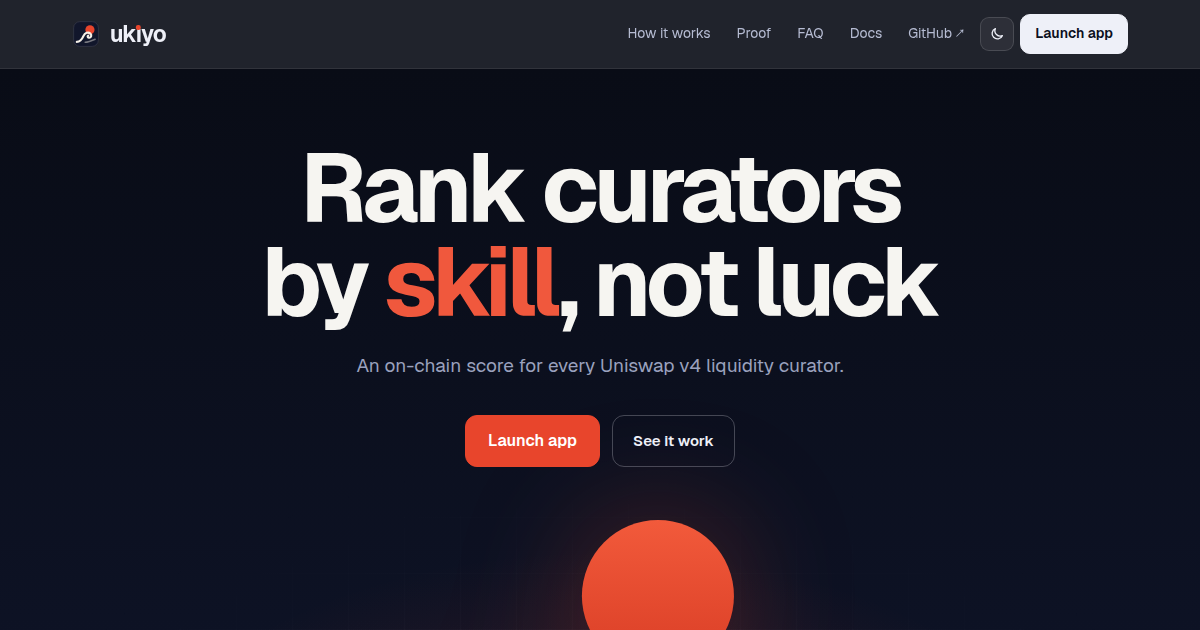 ukiyo
How it works
Proof
FAQ
Docs
GitHub ↗
Launch app
Rank curators
by skill, not luck
An on-chain score for every Uniswap v4 liquidity curator.
Launch app
See it work